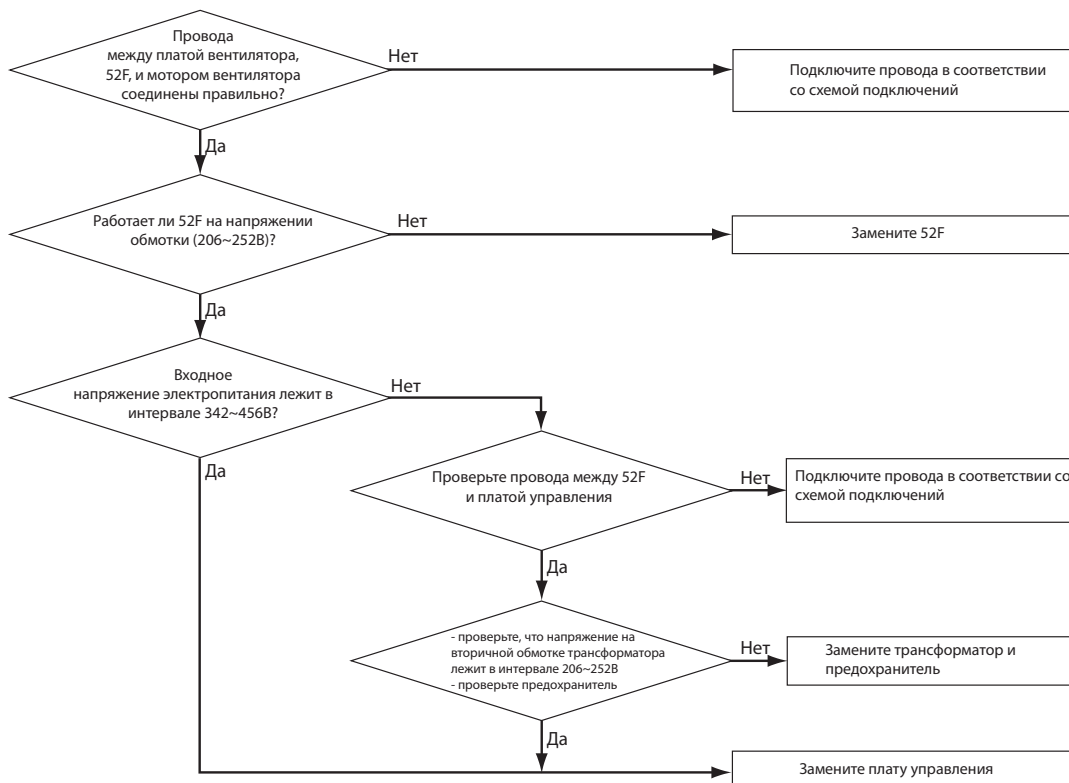 Провода
между платой вентилятора,
52F, и мотором вентилятора
соединены правильно?
Нет
Подключите провода в соответствии
со схемой подключений
Да
Работает ли 52F на напряжении
обмотки (206~252В)?
Нет
Замените 52F
Да
Входное
напряжение электропитания лежит в
интервале 342~456В?
Нет
Да
Проверьте провода между 52F
и платой управления
Нет
Подключите провода в соответствии со
схемой подключений
Да
- проверьте, что напряжение на
вторичной обмотке трансформатора
лежит в интервале 206~252В
- проверьте предохранитель
Нет
Замените трансформатор и
предохранитель
Да
Замените плату управления